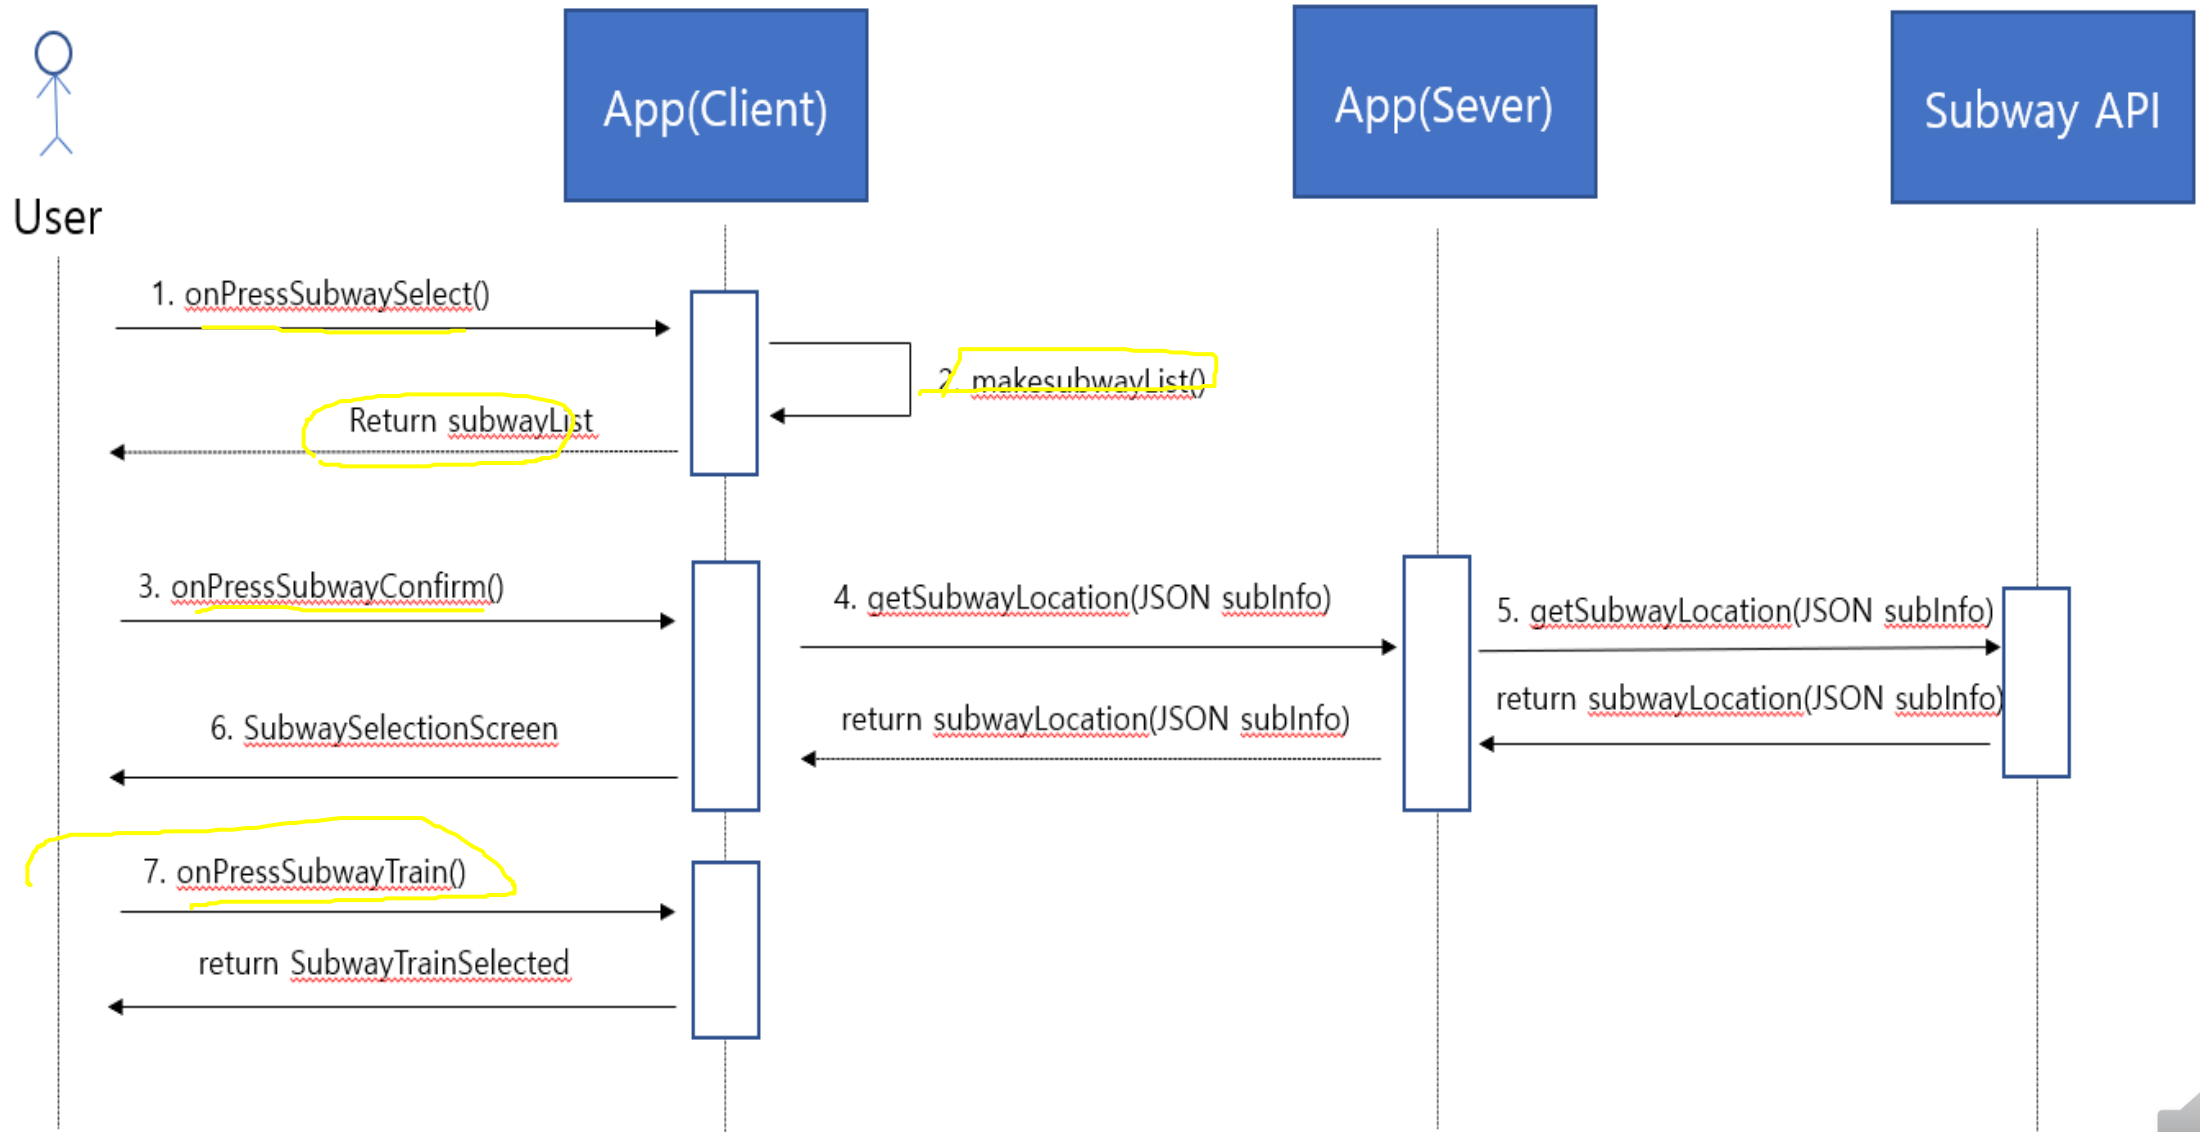 App(Client)
App(Sever)
Subway API
User
1. onPressSubwaySelect()
2. makesubwayList()
Return subwayList
3. onPressSubwayConfirm()
4. getSubwayLocation(JSON subInfo)
5. getSubwayLocation(JSON subInfo)
return subwayLocation(JSON subInfo)
return subwayLocation(JSON subInfo)
6. SubwaySelectionScreen
7. onPressSubwayTrain()
return SubwayTrainSelected